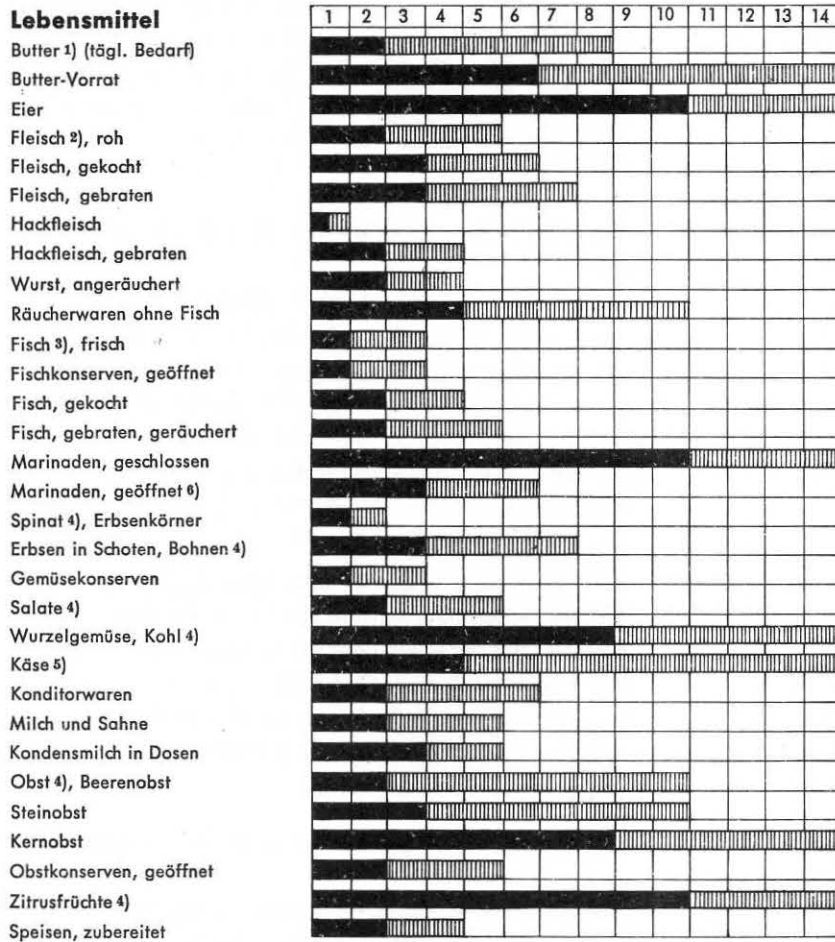 Lebensmittel 1 2 3 4 5 6 7 8 9 10 11 12 13 14
Butter 1) (tägl. Bedarf)
Butter-Vorrat
Eier
Fleisch 2), roh
Fleisch, gekocht
Fleisch, gebraten
Hackfleisch
Hackfleisch, gebraten
Wurst, angeräuchert
Räucherwaren ohne Fisch
Fisch 3), frisch
Fischkonserven, geöffnet
Fisch, gekocht
Fisch, gebraten, geräuchert
Marinaden, geschlossen
Marinaden, geöffnet 6)
Spinat 4), Erbsenkörner
Erbsen in Schoten, Bohnen 4)
Gemüsekonserven
Salate 4)
Wurzelgemüse, Kohl 4)
Käse 5)
Konditorwaren
Milch und Sahne
Kondensmilch in Dosen
Obst 4), Beerenobst
Steinobst
Kernobst
Obstkonserven, geöffnet
Zitrusfrüchte 4)
Speisen, zubereitet